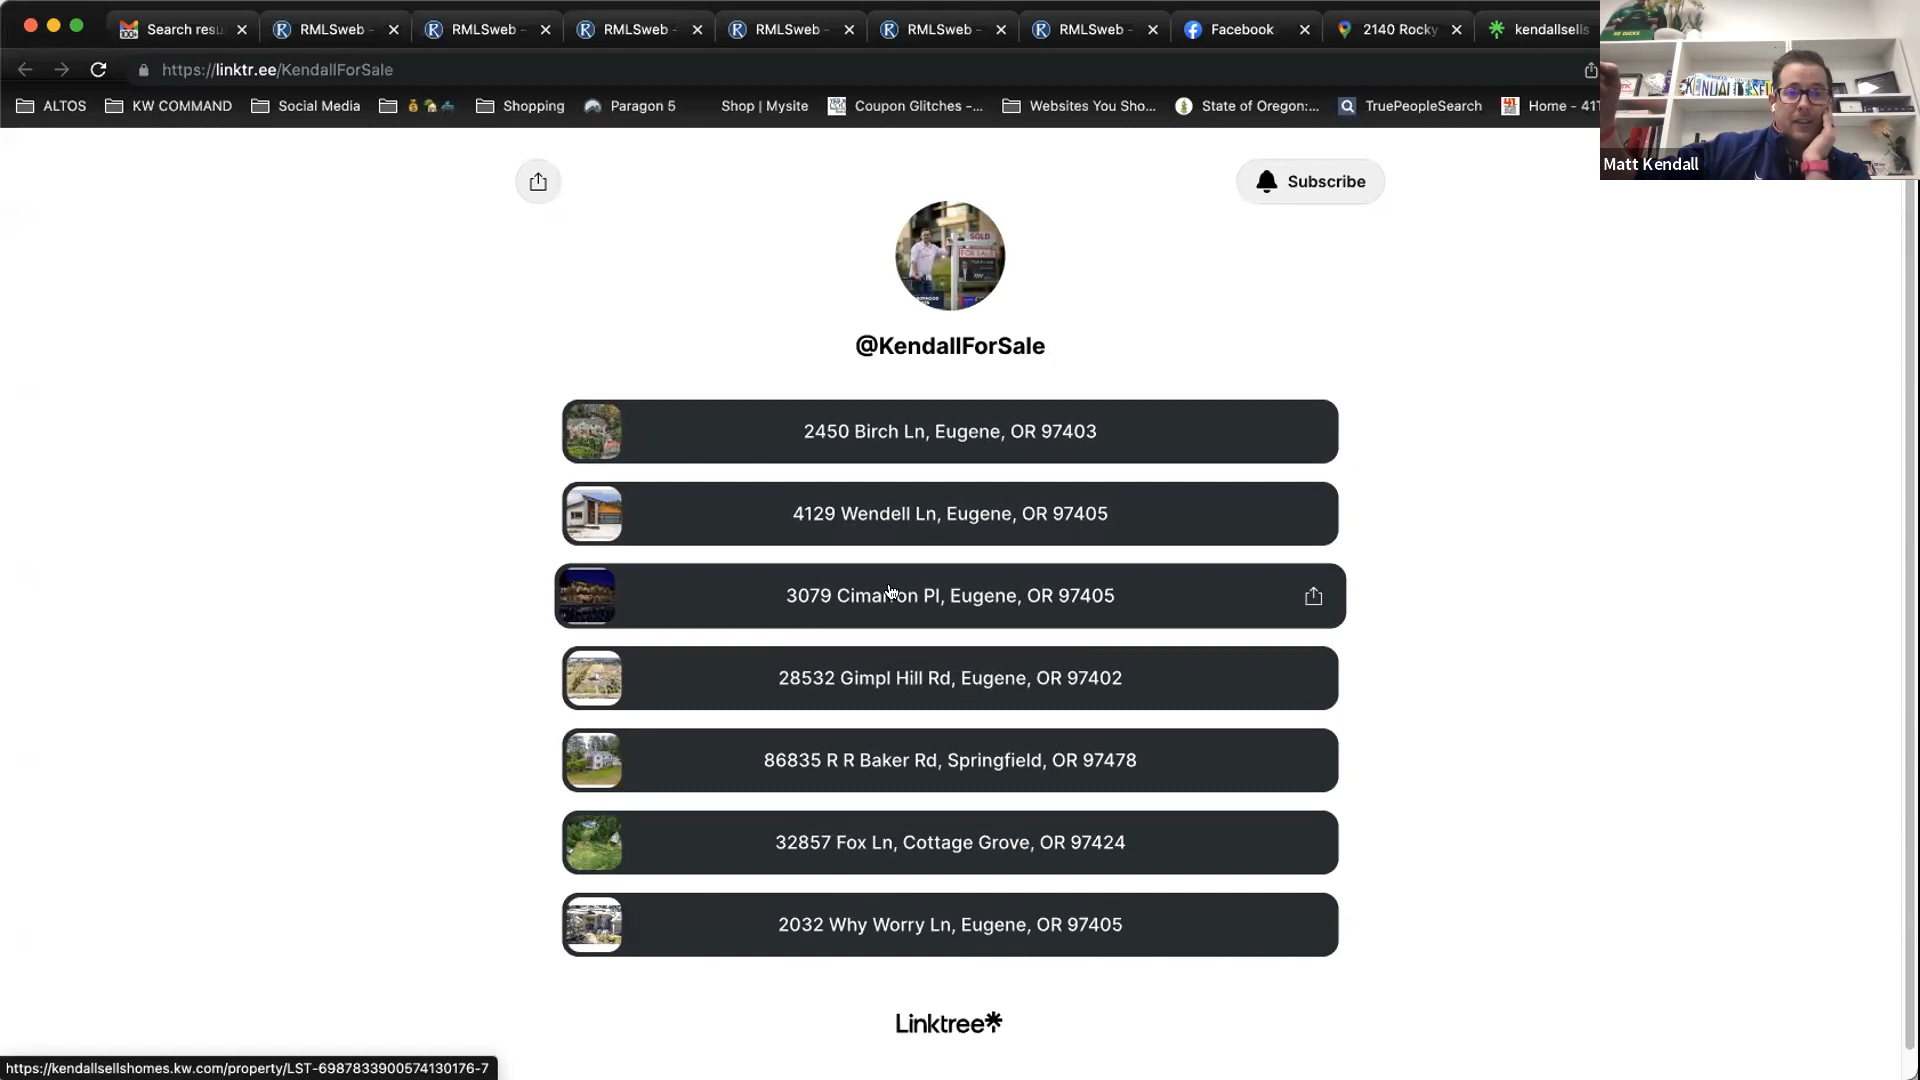 Search resu
RMLSweb -
RMLSweb -
RMLSweb -
RMLSweb -
RMLSweb -
RMLSweb -
Facebook
2140 Rocky
kendallsells
https://linktr.ee/KendallForSale
ALTOS
KW COMMAND
Social Media
Shopping
Paragon 5
Shop | Mysite
Coupon Glitches -...
Websites You Sho...
State of Oregon:...
TruePeopleSearch
Home - 411
Matt Kendall
Subscribe
SOLD
FOR SALE
@KendallForSale
2450 Birch Ln, Eugene, OR 97403
4129 Wendell Ln, Eugene, OR 97405
3079 Cimarron Pl, Eugene, OR 97405
28532 Gimpl Hill Rd, Eugene, OR 97402
86835 R R Baker Rd, Springfield, OR 97478
32857 Fox Ln, Cottage Grove, OR 97424
2032 Why Worry Ln, Eugene, OR 97405
Linktree*
https://kendallsellshomes.kw.com/property/LST-6987833900574130176-7